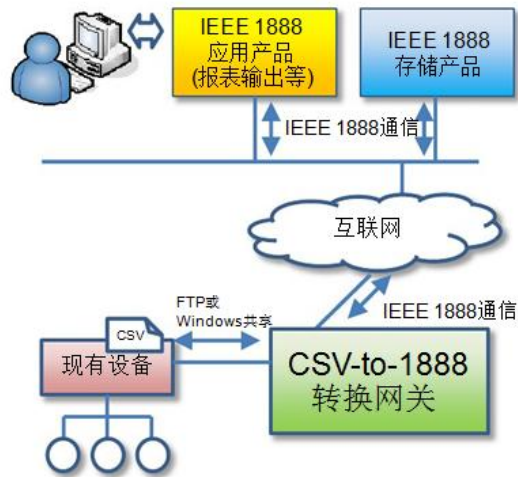 IEEE 1888
应用产品
(报表输出等)
IEEE 1888
存储产品
IEEE 1888通信
互联网
IEEE 1888通信
FTP或
Windows共享
CSV
现有设备
CSV-to-1888
转换网关